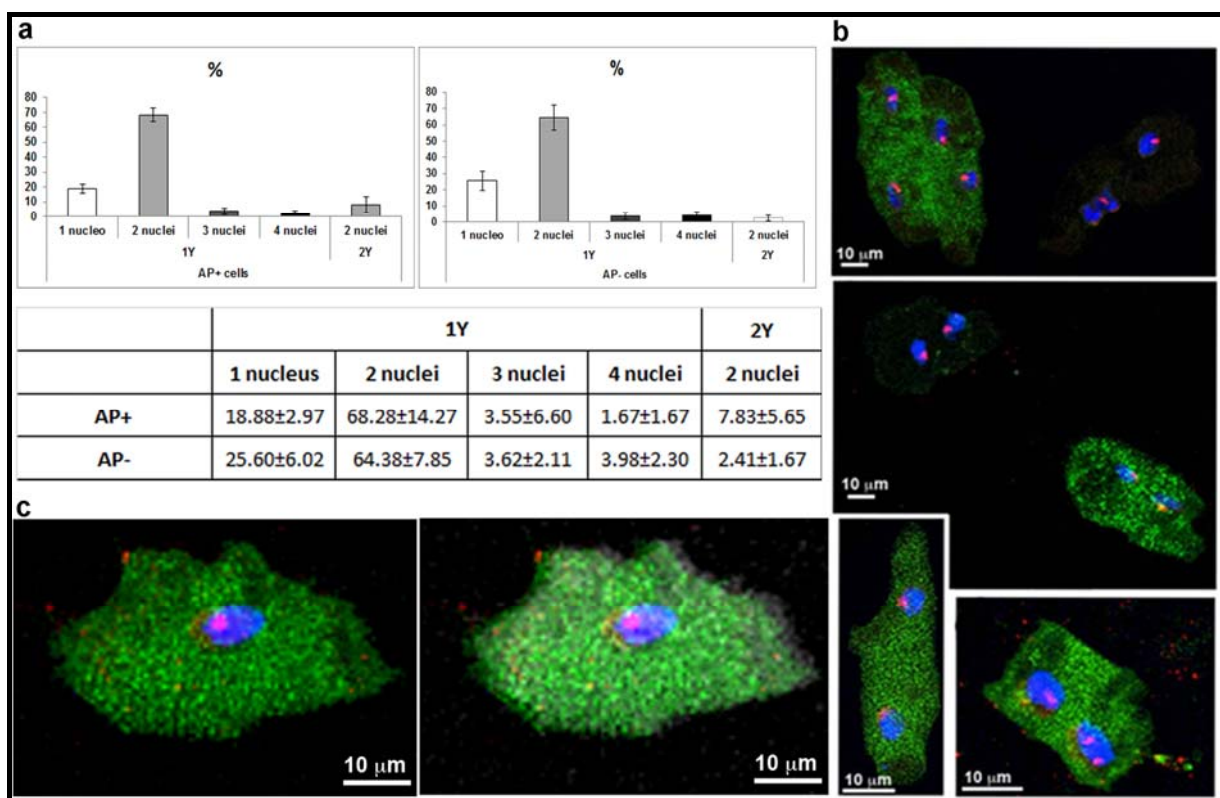 a
%
80
70
60
50
40
30
20
10
0
1 nucleo 2 nuclei 3 nuclei 4 nuclei 2 nuclei
1Y 2Y
AP+ cells
%
80
70
60
50
40
30
20
10
0
1 nucleo 2 nuclei 3 nuclei 4 nuclei 2 nuclei
1Y 2Y
AP- cells
1Y 2Y
1 nucleus 2 nuclei 3 nuclei 4 nuclei 2 nuclei
AP+ 18.88±2.97 68.28±14.27 3.55±6.60 1.67±1.67 7.83±5.65
AP- 25.60±6.02 64.38±7.85 3.62±2.11 3.98±2.30 2.41±1.67
b
10 µm
10 µm
10 µm
10 µm
c
10 µm
10 µm